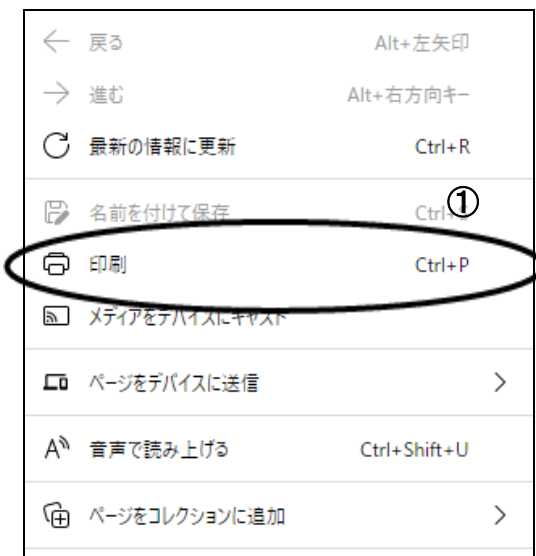 戻る Alt+左矢印
進む Alt+右方向キー
最新の情報に更新 Ctrl+R
①
名前を付けて保存 Ctrl+
印刷 Ctrl+P
メディアをデバイスにキャスト
ページをデバイスに送信
音声で読み上げる Ctrl+Shift+U
ページをコレクションに追加